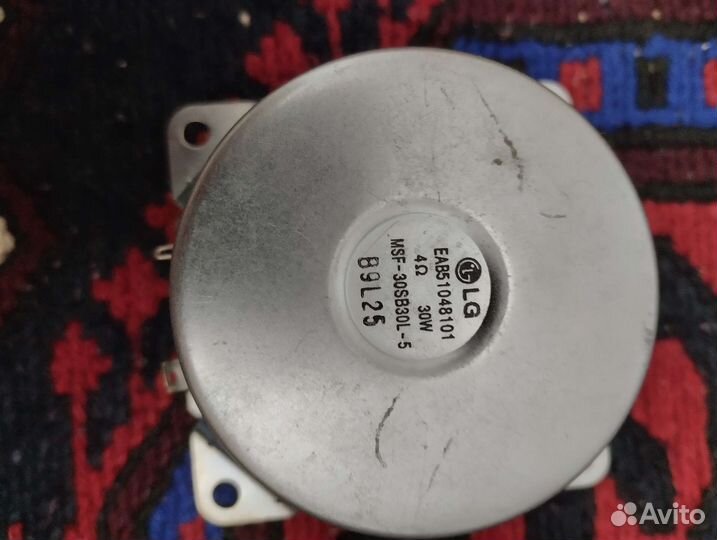 LG
EAB51048101
4Ω 30W
MSF-30SB30L-5
B9L25
Avito